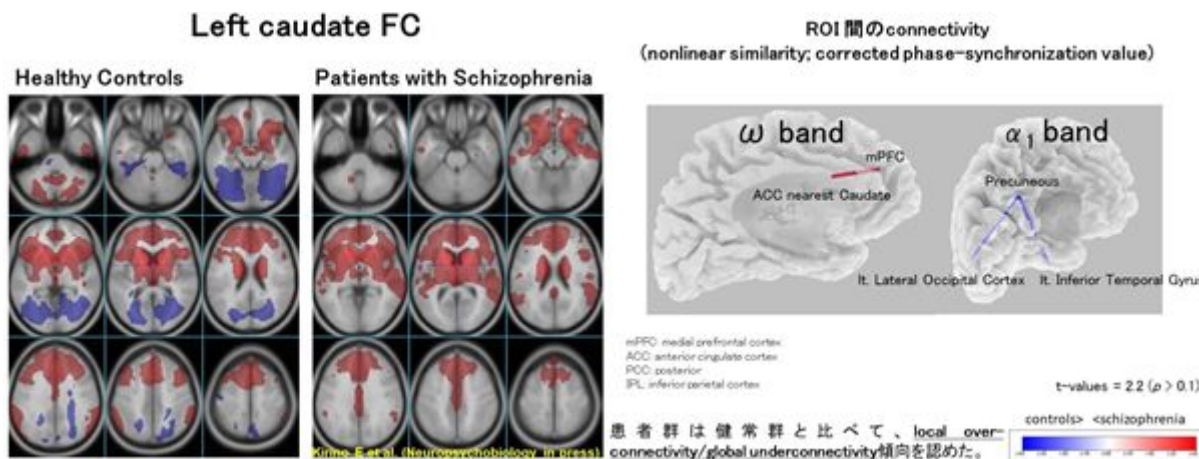 Left caudate FC
Healthy Controls
Patients with Schizophrenia
Kirino E et al. (Neuropsychobiology in press)
ROI 間のconnectivity
(nonlinear similarity; corrected phase-synchronization value)
ω band
α1 band
mPFC
ACC nearest Caudate
Precuneous
lt. Lateral Occipital Cortex
lt. Inferior Temporal Gyrus
mPFC: medial prefrontal cortex
ACC: anterior cingulate cortex
PCC: posterior
IPL: inferior parietal cortex
t-values = 2.2 (p > 0.1)
controls> <schizophrenia
患者群は健常群と比べて、local over-
connectivity/global underconnectivity傾向を認めた。